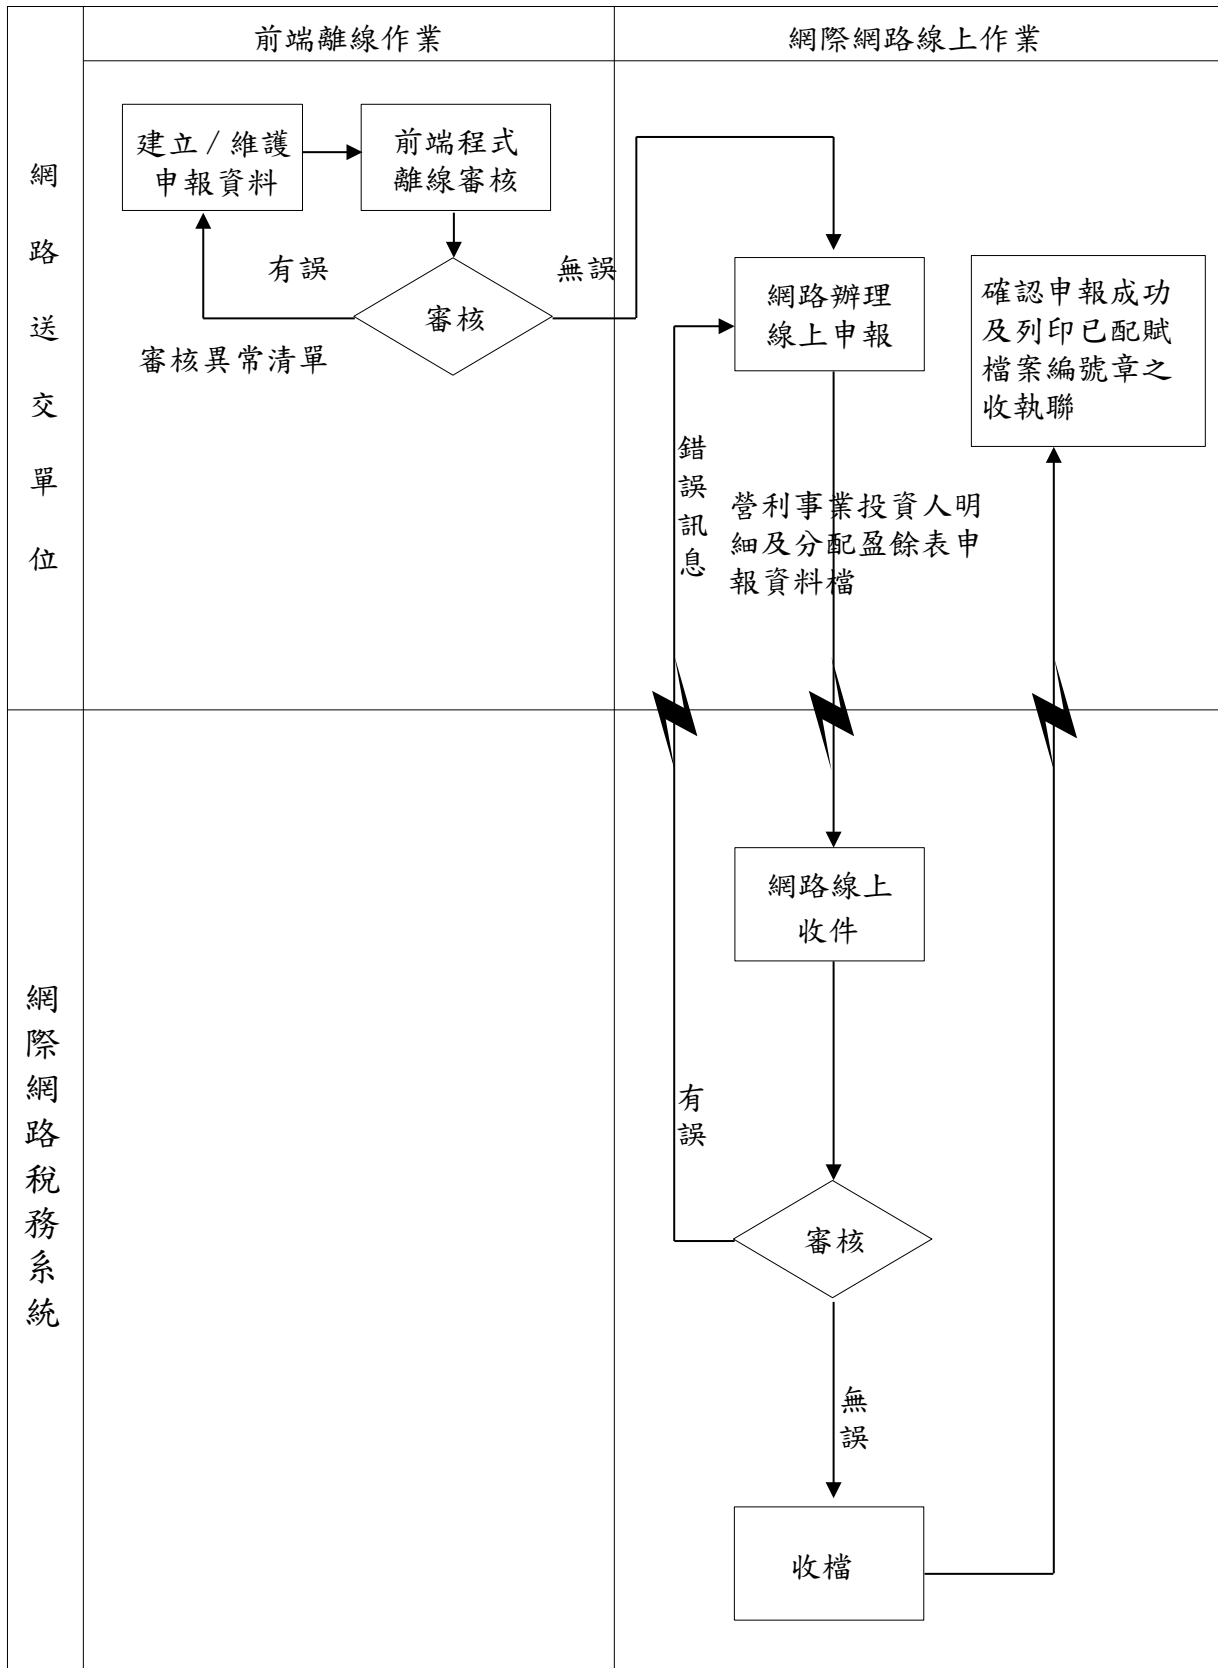 前端離線作業
網際網路線上作業
網路送交單位
建立/維護
申報資料
前端程式
離線審核
有誤
無誤
審核
審核異常清單
網路辦理
線上申報
確認申報成功
及列印已配賦
檔案編號章之
收執聯
錯誤訊息
營利事業投資人明
細及分配盈餘表申
報資料檔
網際網路稅務系統
網路線上
收件
有誤
審核
無誤
收檔